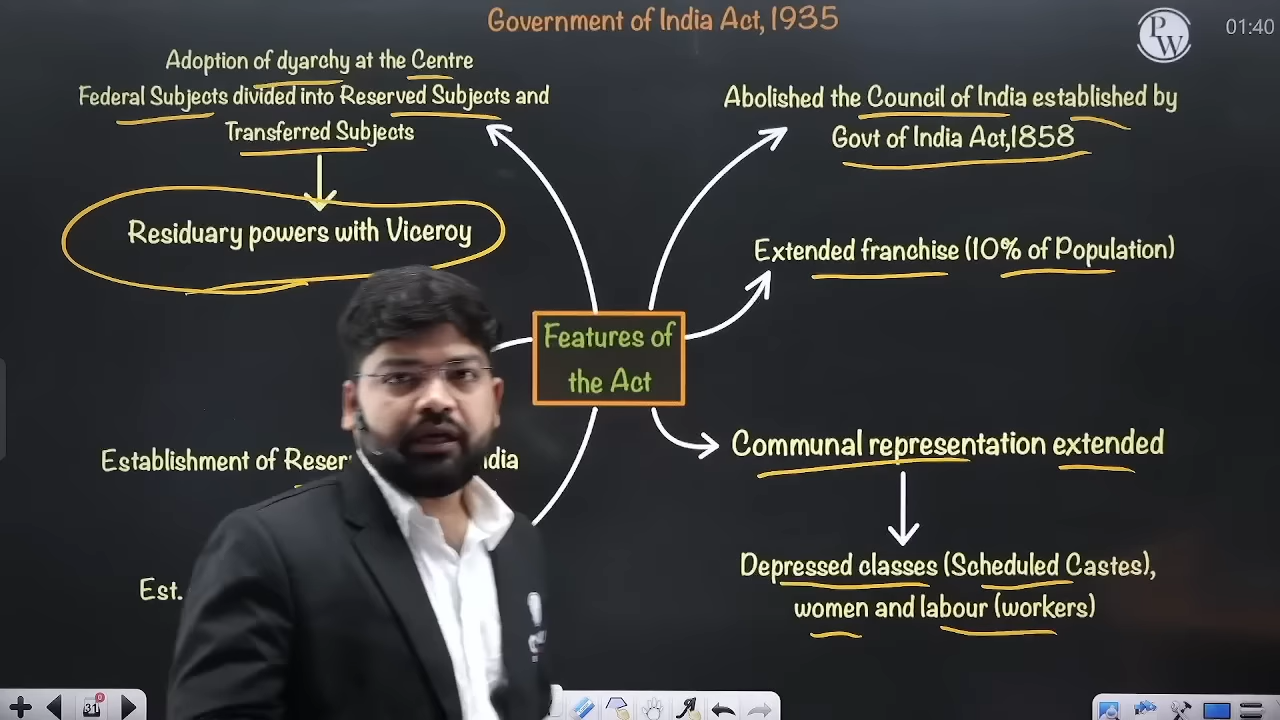 Government of India Act, 1935
PW
01:40
Adoption of dyarchy at the Centre
Federal Subjects divided into Reserved Subjects and
Transferred Subjects
Residuary powers with Viceroy
Abolished the Council of India established by
Govt of India Act,1858
Extended franchise (10% of Population)
Features of
the Act
Communal representation extended
Depressed classes (Scheduled Castes),
women and labour (workers)
Establishment of
Est.
31